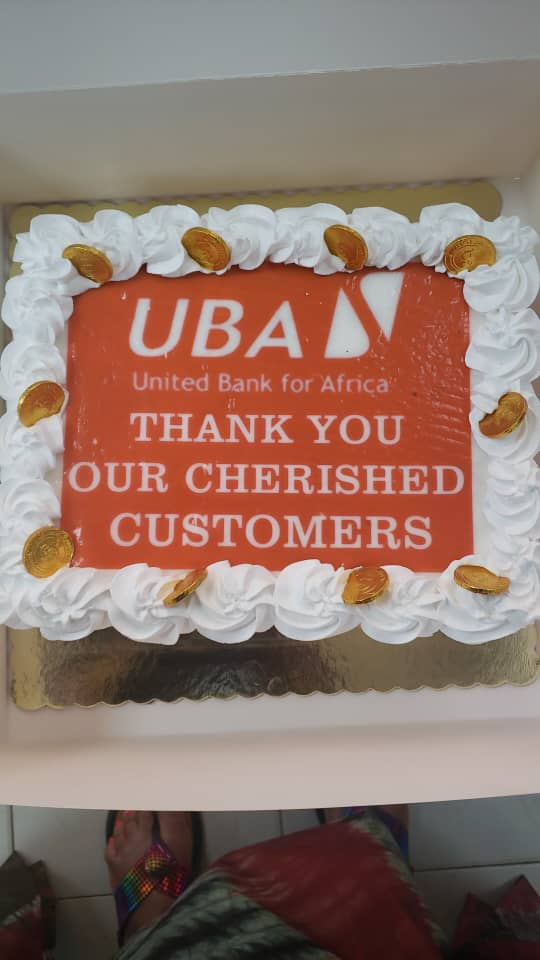 UBA
United Bank for Africa
THANK YOU
OUR CHERISHED
CUSTOMERS